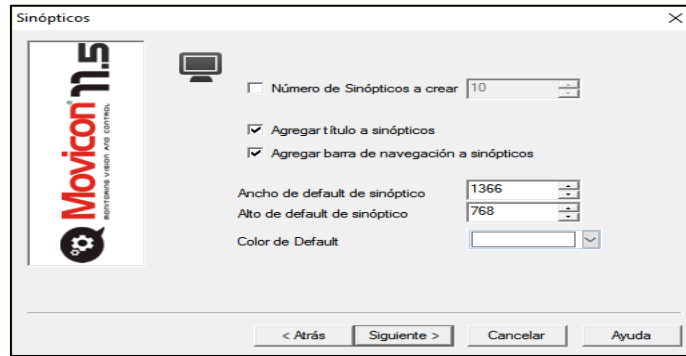 Sinópticos
Movicon® 11.5
MONITORING VISION AND CONTROL
Número de Sinópticos a crear 10
Agregar título a sinópticos
Agregar barra de navegación a sinópticos
Ancho de default de sinóptico 1366
Alto de default de sinóptico 768
Color de Default
< Atrás Siguiente > Cancelar Ayuda